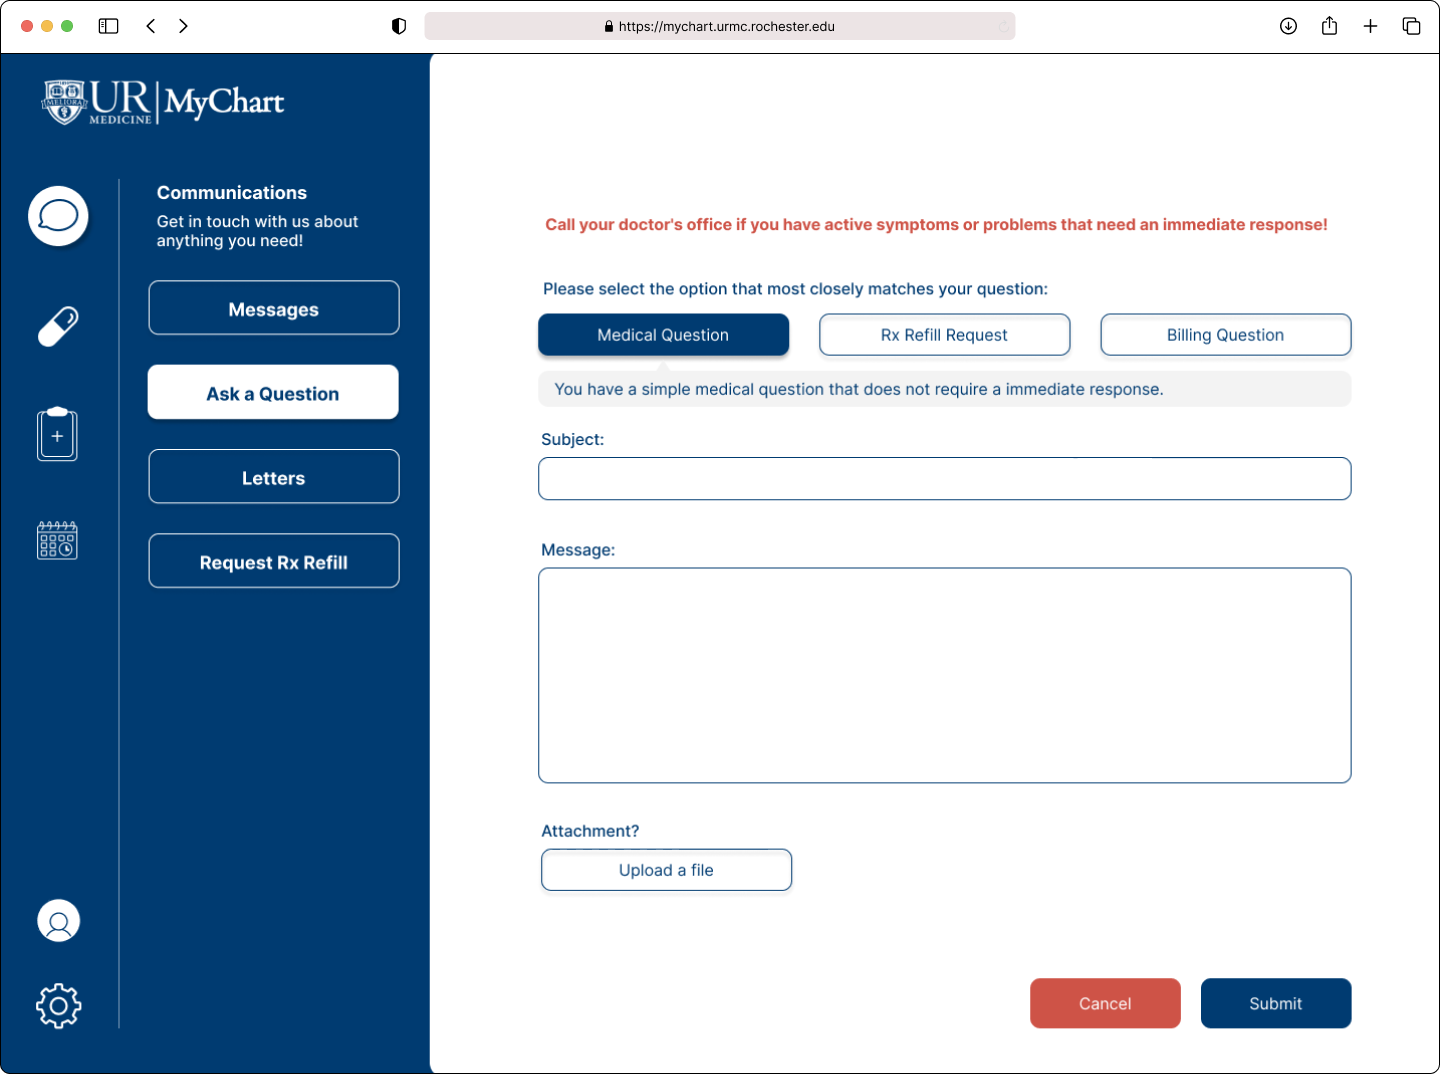 https://mychart.urmc.rochester.edu
MELIORA
UR
MEDICINE
MyChart
Communications
Get in touch with us about
anything you need!
Messages
Ask a Question
Letters
Request Rx Refill
Call your doctor's office if you have active symptoms or problems that need an immediate response!
Please select the option that most closely matches your question:
Medical Question
Rx Refill Request
Billing Question
You have a simple medical question that does not require a immediate response.
Subject:
Message:
Attachment?
Upload a file
Cancel
Submit